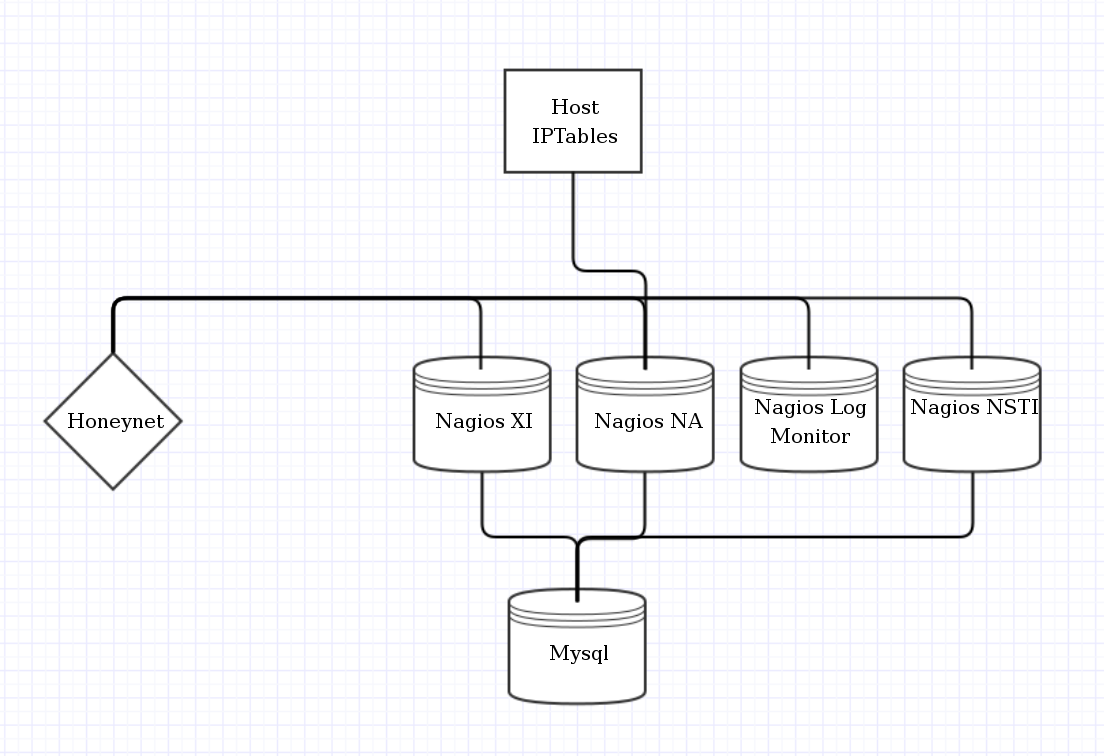 Host
IPTables
Honeynet
Nagios XI
Nagios NA
Nagios Log
Monitor
Nagios NSTI
Mysql